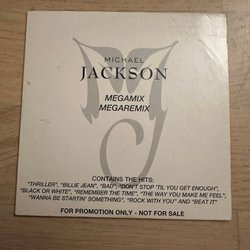 MICHAEL
JACKSON
MEGAMIX
MEGAREMIX
CONTAINS THE HITS:
"THRILLER", "BILLIE JEAN", "BAD", "DON'T STOP 'TIL YOU GET ENOUGH",
"BLACK OR WHITE", "REMEMBER THE TIME", "THE WAY YOU MAKE ME FEEL",
"WANNA BE STARTIN' SOMETHING", "ROCK WITH YOU" AND "BEAT IT"
FOR PROMOTION ONLY - NOT FOR SALE